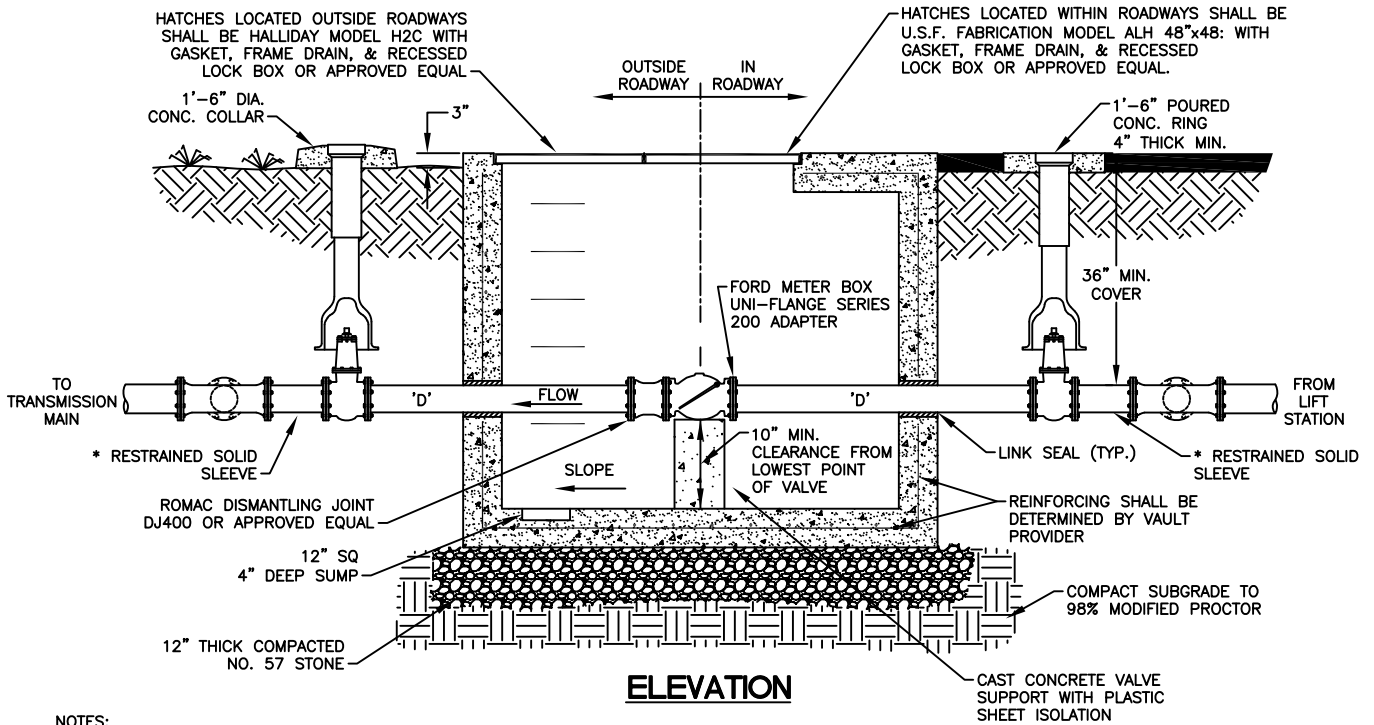 HATCHES LOCATED OUTSIDE ROADWAYS
SHALL BE HALLIDAY MODEL H2C WITH
GASKET, FRAME DRAIN, & RECESSED
LOCK BOX OR APPROVED EQUAL
HATCHES LOCATED WITHIN ROADWAYS SHALL BE
U.S.F. FABRICATION MODEL ALH 48"x48: WITH
GASKET, FRAME DRAIN, & RECESSED
LOCK BOX OR APPROVED EQUAL.
OUTSIDE
ROADWAY
IN
ROADWAY
1'-6" DIA.
CONC. COLLAR
3"
1'-6" POURED
CONC. RING
4" THICK MIN.
36" MIN.
COVER
FORD METER BOX
UNI-FLANGE SERIES
200 ADAPTER
TO
TRANSMISSION
MAIN
'D'
FLOW
'D'
FROM
LIFT
STATION
* RESTRAINED SOLID
SLEEVE
SLOPE
10" MIN.
CLEARANCE FROM
LOWEST POINT
OF VALVE
LINK SEAL (TYP.)
* RESTRAINED SOLID
SLEEVE
ROMAC DISMANTLING JOINT
DJ400 OR APPROVED EQUAL
REINFORCING SHALL BE
DETERMINED BY VAULT
PROVIDER
12" SQ
4" DEEP SUMP
COMPACT SUBGRADE TO
98% MODIFIED PROCTOR
12" THICK COMPACTED
NO. 57 STONE
CAST CONCRETE VALVE
SUPPORT WITH PLASTIC
SHEET ISOLATION
ELEVATION
NOTES: